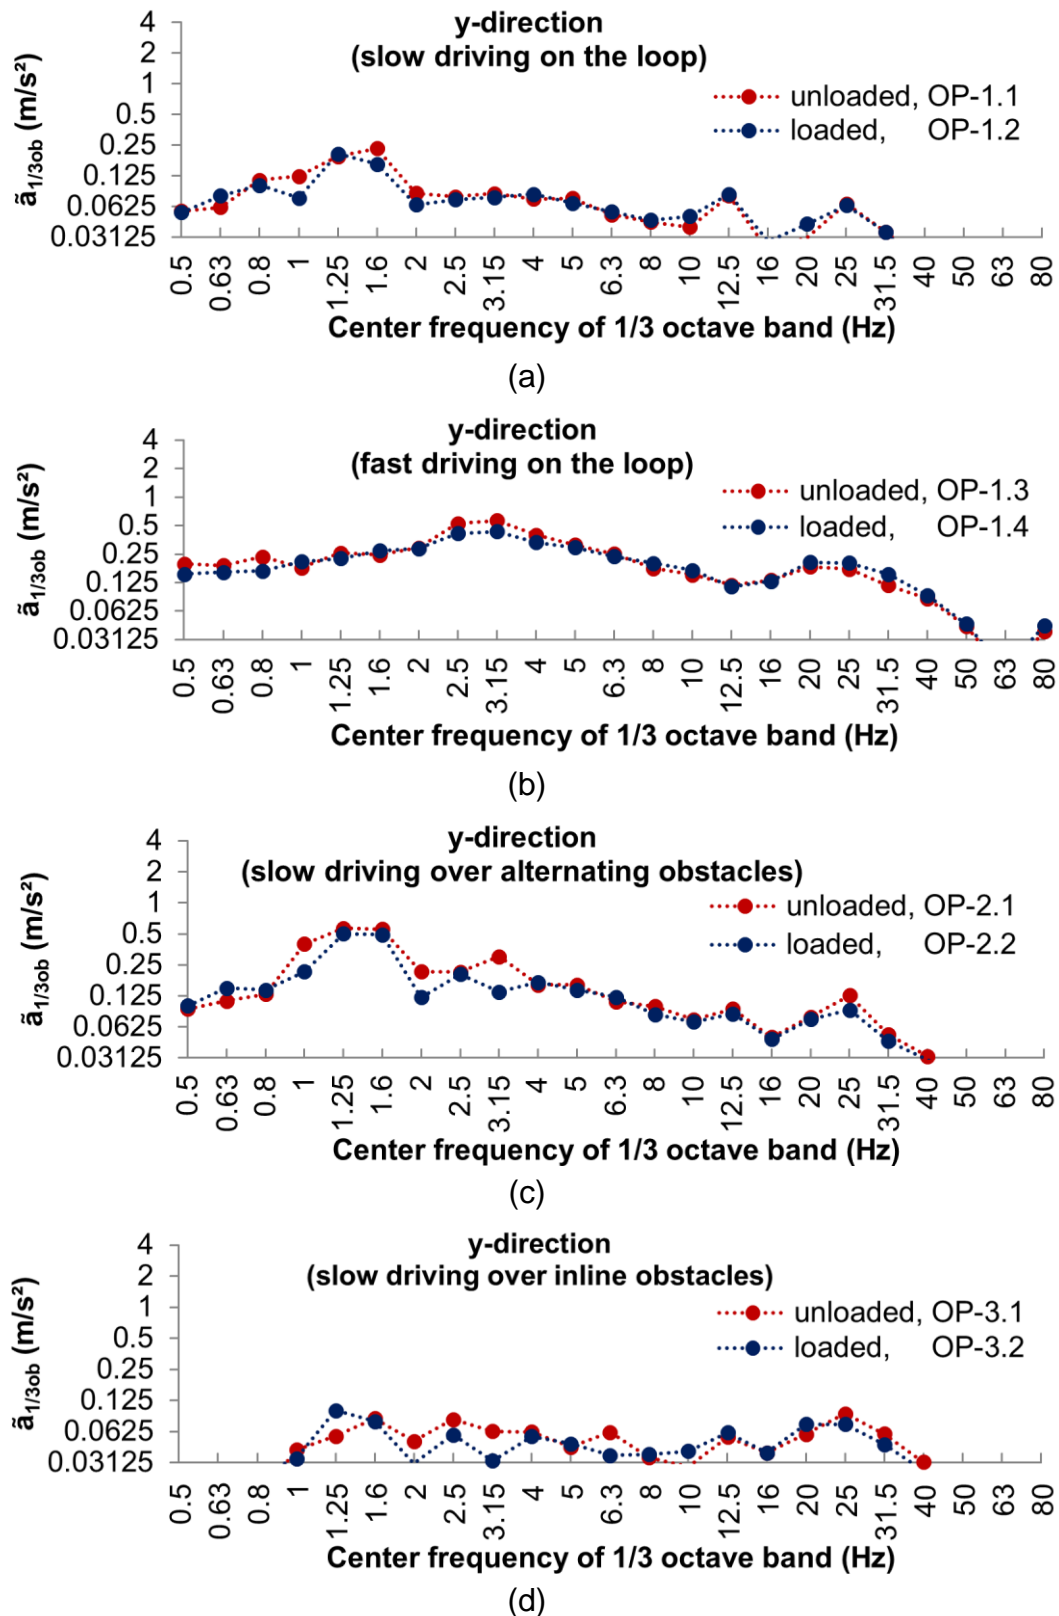 y-direction
(slow driving on the loop)
ã1/3ob (m/s²)
4
2
1
0.5
0.25
0.125
0.0625
0.03125
unloaded, OP-1.1
loaded, OP-1.2
0.5 0.63 0.8 1 1.25 1.6 2 2.5 3.15 4 5 6.3 8 10 12.5 16 20 25 31.5 40 50 63 80
Center frequency of 1/3 octave band (Hz)
(a)
y-direction
(fast driving on the loop)
ã1/3ob (m/s²)
4
2
1
0.5
0.25
0.125
0.0625
0.03125
unloaded, OP-1.3
loaded, OP-1.4
0.5 0.63 0.8 1 1.25 1.6 2 2.5 3.15 4 5 6.3 8 10 12.5 16 20 25 31.5 40 50 63 80
Center frequency of 1/3 octave band (Hz)
(b)
y-direction
(slow driving over alternating obstacles)
ã1/3ob (m/s²)
4
2
1
0.5
0.25
0.125
0.0625
0.03125
unloaded, OP-2.1
loaded, OP-2.2
0.5 0.63 0.8 1 1.25 1.6 2 2.5 3.15 4 5 6.3 8 10 12.5 16 20 25 31.5 40 50 63 80
Center frequency of 1/3 octave band (Hz)
(c)
y-direction
(slow driving over inline obstacles)
ã1/3ob (m/s²)
4
2
1
0.5
0.25
0.125
0.0625
0.03125
unloaded, OP-3.1
loaded, OP-3.2
0.5 0.63 0.8 1 1.25 1.6 2 2.5 3.15 4 5 6.3 8 10 12.5 16 20 25 31.5 40 50 63 80
Center frequency of 1/3 octave band (Hz)
(d)